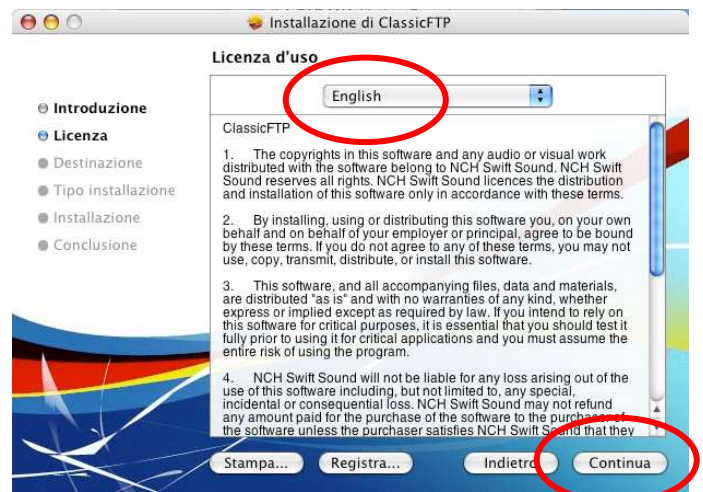 Installazione di ClassicFTP
Licenza d'uso
English
Introduzione
Licenza
Destinazione
Tipo installazione
Installazione
Conclusione
ClassicFTP
1. The copyrights in this software and any audio or visual work
distributed with the software belong to NCH Swift Sound. NCH Swift
Sound reserves all rights. NCH Swift Sound licences the distribution
and installation of this software only in accordance with these terms.
2. By installing, using or distributing this software you, on your own
behalf and on behalf of your employer or principal, agree to be bound
by these terms. If you do not agree to any of these terms, you may not
use, copy, transmit, distribute, or install this software.
3. This software, and all accompanying files, data and materials,
are distributed "as is" and with no warranties of any kind, whether
express or implied except as required by law. If you intend to rely on
this software for critical purposes, it is essential that you should test it
fully prior to using it for critical applications and you must assume the
entire risk of using the program.
4. NCH Swift Sound will not be liable for any loss arising out of the
use of this software including, but not limited to, any special,
incidental or consequential loss. NCH Swift Sound may not refund
any amount paid for the purchase of the software to the purchaser of
the software unless the purchaser satisfies NCH Swift Sound that they
Stampa... Registra... Indietro Continua